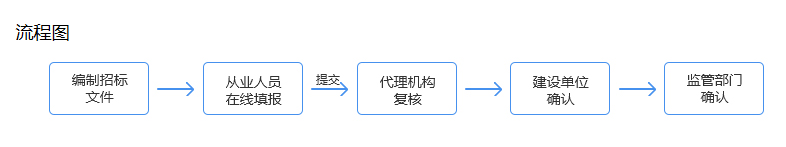 流程图
编制招标
文件
从业人员
在线填报
提交
代理机构
复核
建设单位
确认
监管部门
确认